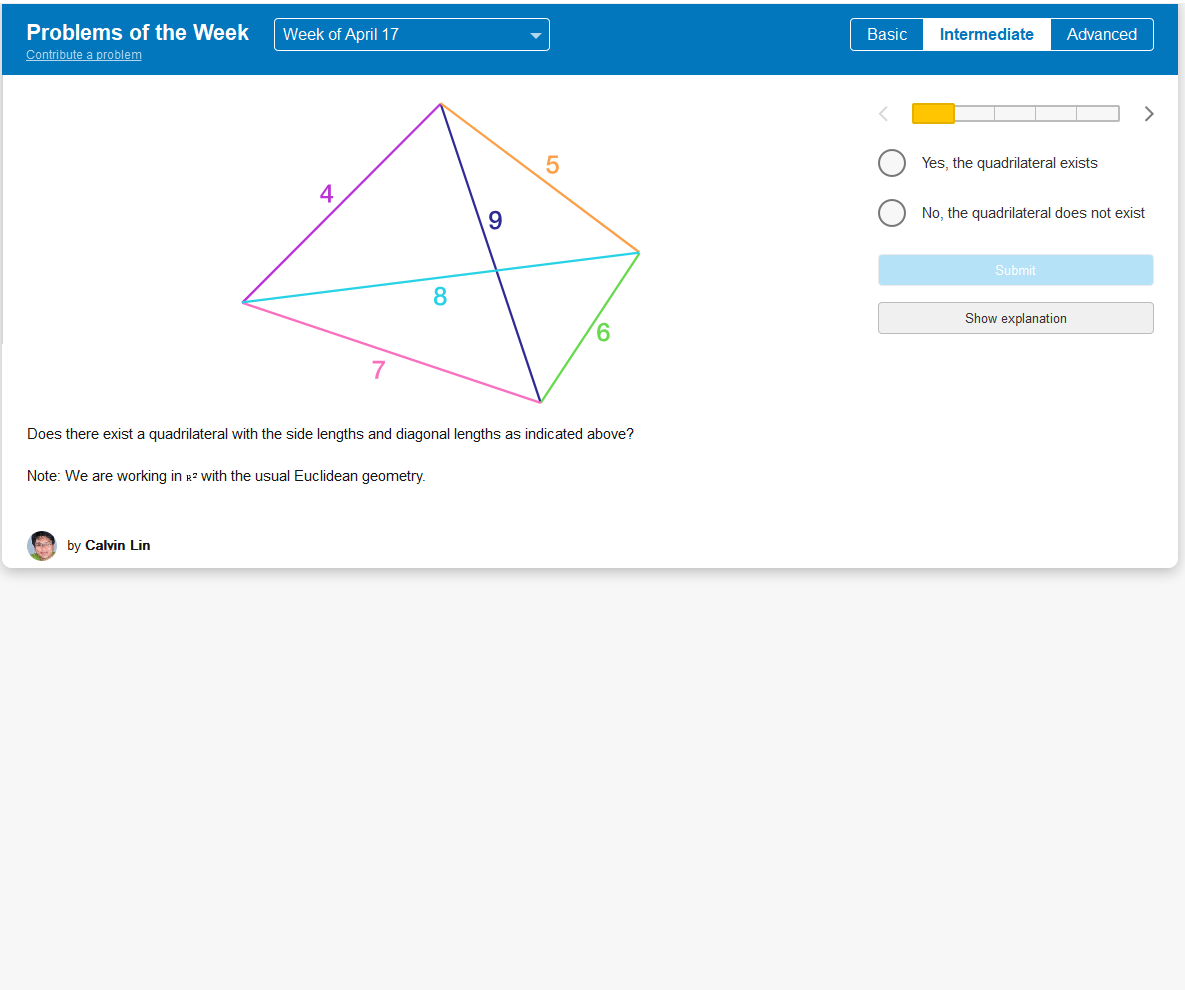 Problems of the Week
Contribute a problem
Week of April 17
Basic
Intermediate
Advanced
4
5
9
8
6
7
Yes, the quadrilateral exists
No, the quadrilateral does not exist
Submit
Show explanation
Does there exist a quadrilateral with the side lengths and diagonal lengths as indicated above?
Note: We are working in ℝ² with the usual Euclidean geometry.
by Calvin Lin